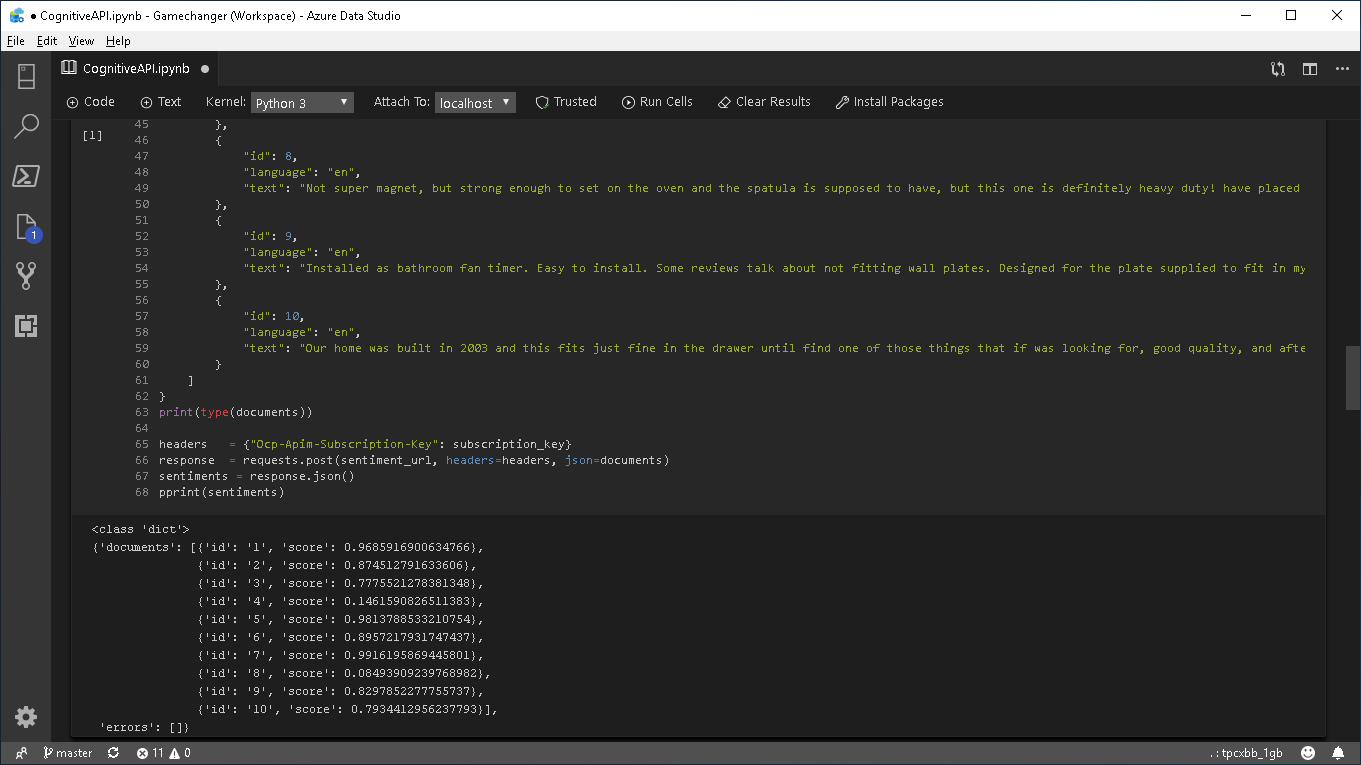 ● CognitiveAPI.ipynb - Gamechanger (Workspace) - Azure Data Studio
File Edit View Help
CognitiveAPI.ipynb ●
Code Text Kernel: Python 3 Attach To: localhost Trusted Run Cells Clear Results Install Packages
[1]
45 },
46 {
47 "id": 8,
48 "language": "en",
49 "text": "Not super magnet, but strong enough to set on the oven and the spatula is supposed to have, but this one is definitely heavy duty! have placed
50 },
51 {
52 "id": 9,
53 "language": "en",
54 "text": "Installed as bathroom fan timer. Easy to install. Some reviews talk about not fitting wall plates. Designed for the plate supplied to fit in my
55 },
56 {
57 "id": 10,
58 "language": "en",
59 "text": "Our home was built in 2003 and this fits just fine in the drawer until find one of those things that if was looking for, good quality, and afte
60 }
61 ]
62 }
63 print(type(documents))
64
65 headers = {"Ocp-Apim-Subscription-Key": subscription_key}
66 response = requests.post(sentiment_url, headers=headers, json=documents)
67 sentiments = response.json()
68 pprint(sentiments)
<class 'dict'>
{'documents': [{'id': '1', 'score': 0.9685916900634766},
{'id': '2', 'score': 0.874512791633606},
{'id': '3', 'score': 0.7775521278381348},
{'id': '4', 'score': 0.1461590826511383},
{'id': '5', 'score': 0.9813788533210754},
{'id': '6', 'score': 0.8957217931747437},
{'id': '7', 'score': 0.9916195869445801},
{'id': '8', 'score': 0.08493909239768982},
{'id': '9', 'score': 0.8297852277755737},
{'id': '10', 'score': 0.7934412956237793}],
'errors': []}
1
master 11 0 .:tpcxbb_1gb